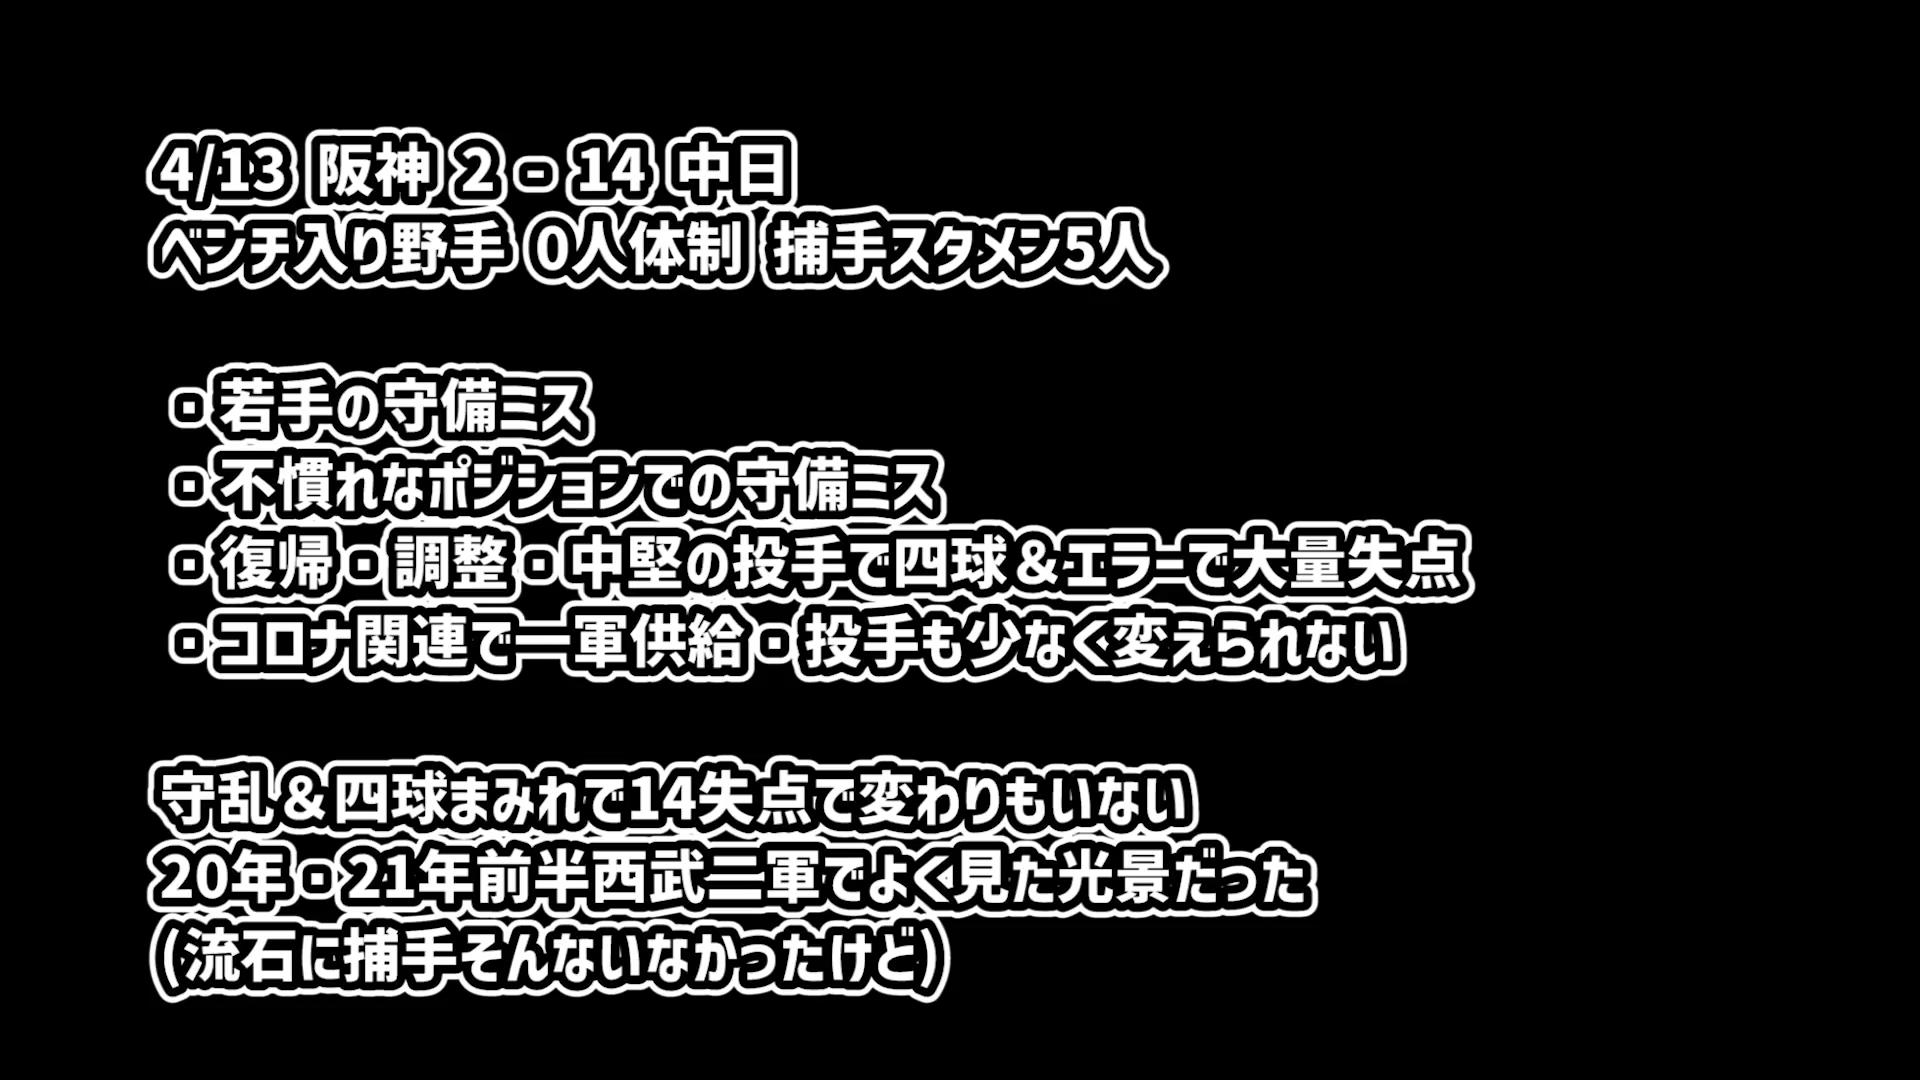 4/13 阪神 2 - 14 中日
ベンチ入り野手 0人体制 捕手スタメン5人
・若手の守備ミス
・不慣れなポジションでの守備ミス
・復帰・調整・中堅の投手で四球＆エラーで大量失点
・コロナ関連で一軍供給・投手も少なく変えられない
守乱＆四球まみれで14失点で変わりもいない
20年・21年前半西武二軍でよく見た光景だった
(流石に捕手そんないなかったけど)